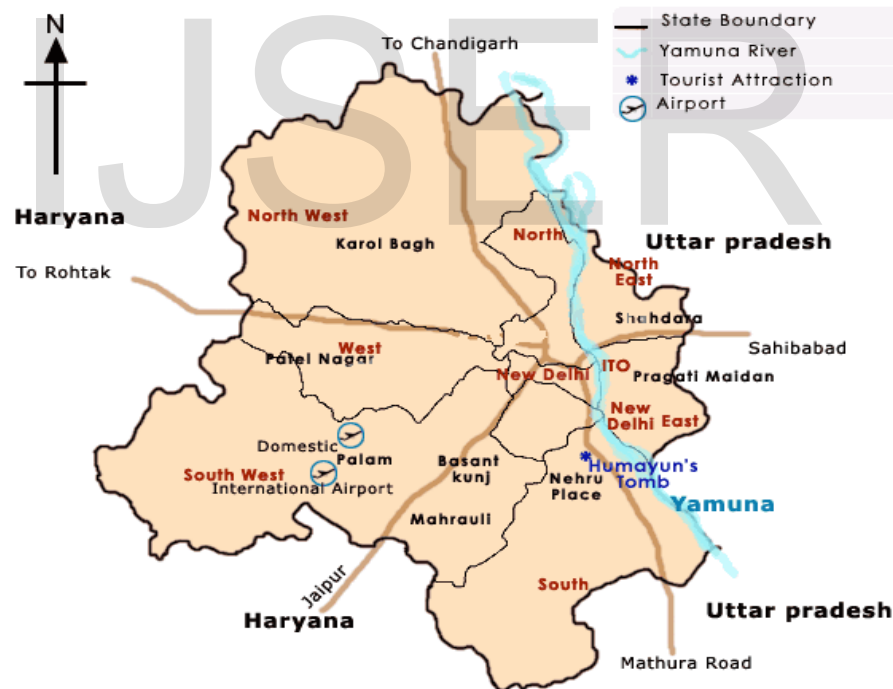 IJSER
N
State Boundary
Yamuna River
Tourist Attraction
Airport
To Chandigarh
Haryana
North West
Karol Bagh
North
Uttar pradesh
North
East
To Rohtak
Shahdara
Sahibabad
West
Patel Nagar
New Delhi
ITO
Pragati Maidan
New
Delhi
East
Domestic
Palam
South West
International Airport
Basant
kunj
Nehru
Place
Humayun's
Tomb
Yamuna
Mahrauli
Jaipur
South
Haryana
Uttar pradesh
Mathura Road